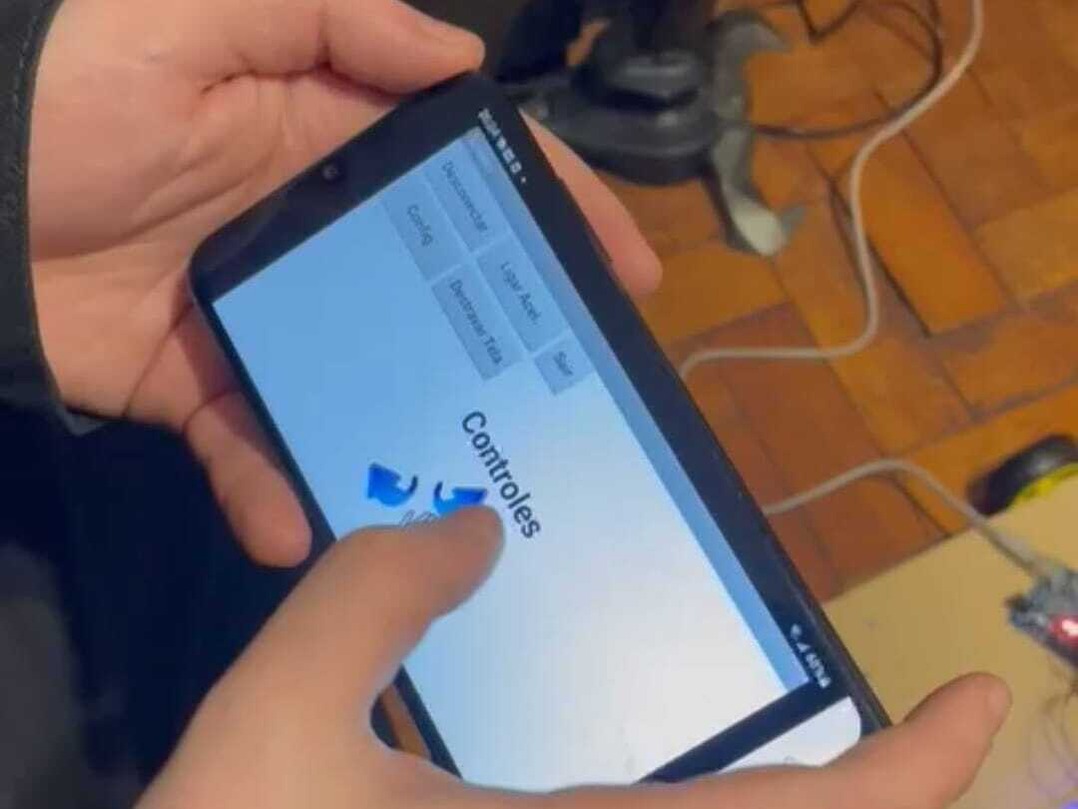 Desconectar
Ligar Acel.
Sair
Config
Destravar Tela
Controles